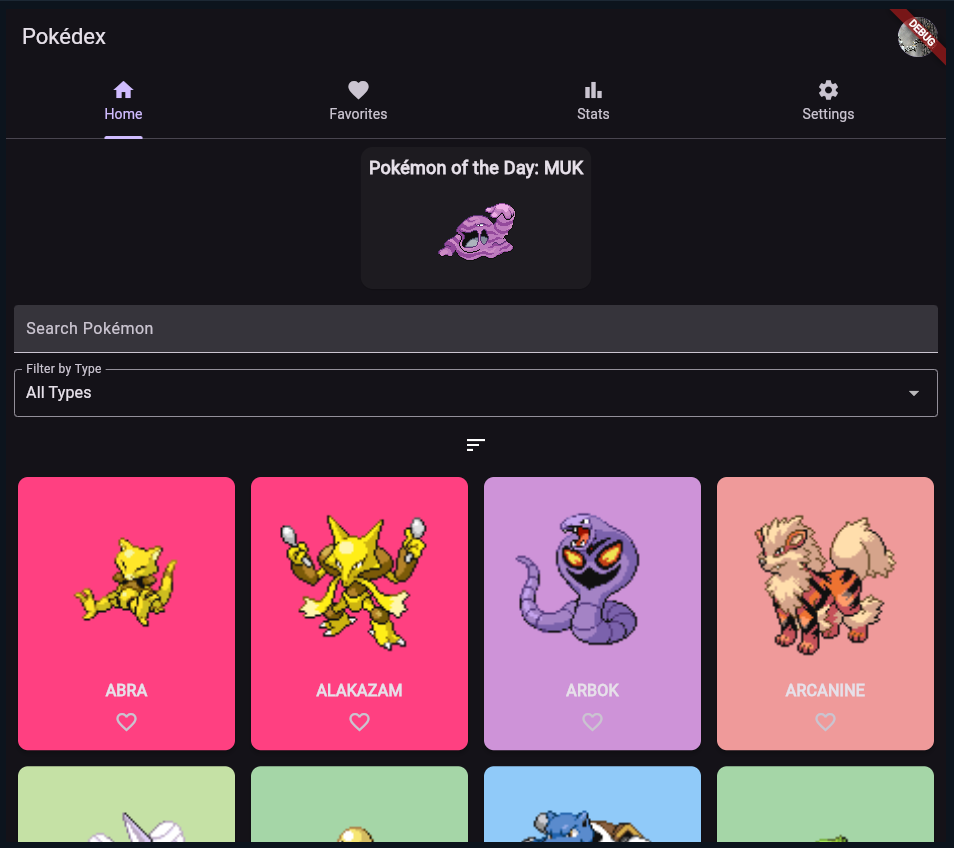 Pokédex
DEBUG
Home
Favorites
Stats
Settings
Pokémon of the Day: MUK
Search Pokémon
Filter by Type
All Types
ABRA
ALAKAZAM
ARBOK
ARCANINE